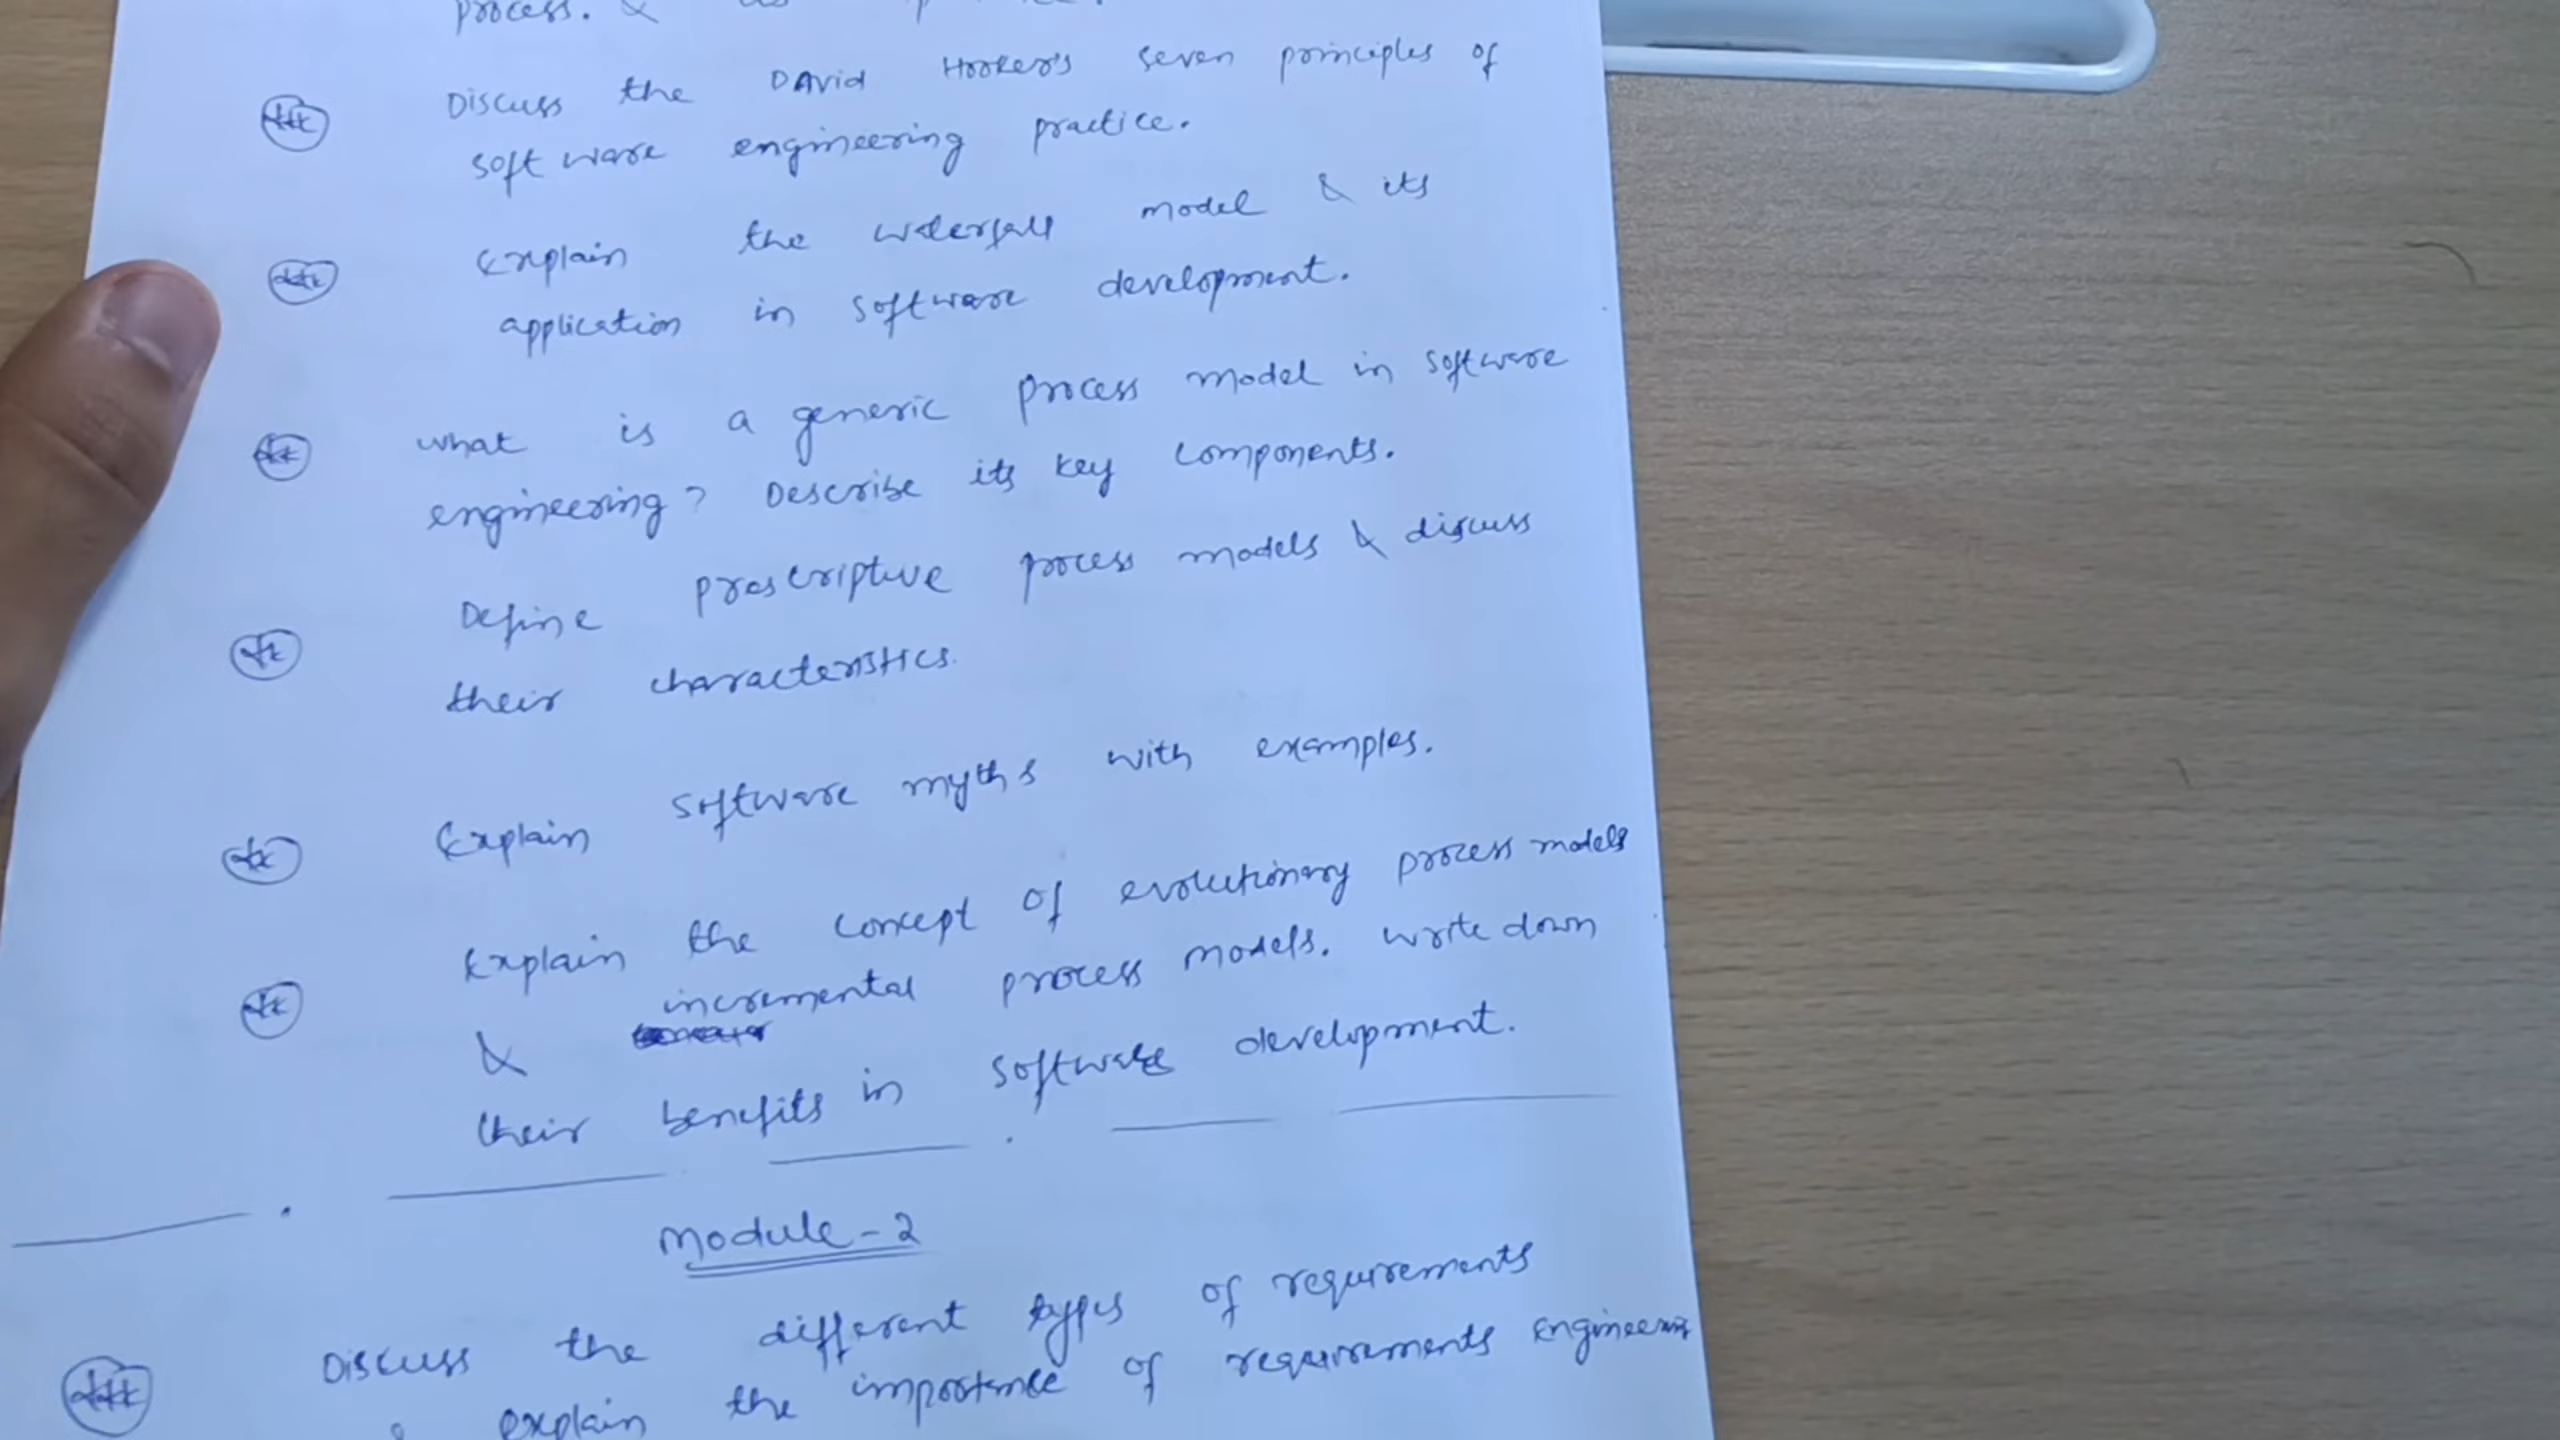 process. &
Discuss the David Hooker's seven principles of
software engineering practice.
Explain the waterfall model & its
application in software development.
What is a generic process model in software
engineering? Describe its key components.
Define prescriptive process models & discuss
their characteristics.
Explain software myths with examples.
Explain the concept of evolutionary process models
& incremental process models. Write down
their benefits in software development.
Module-2
Discuss the different types of requirements
explain the importance of requirements Engineering